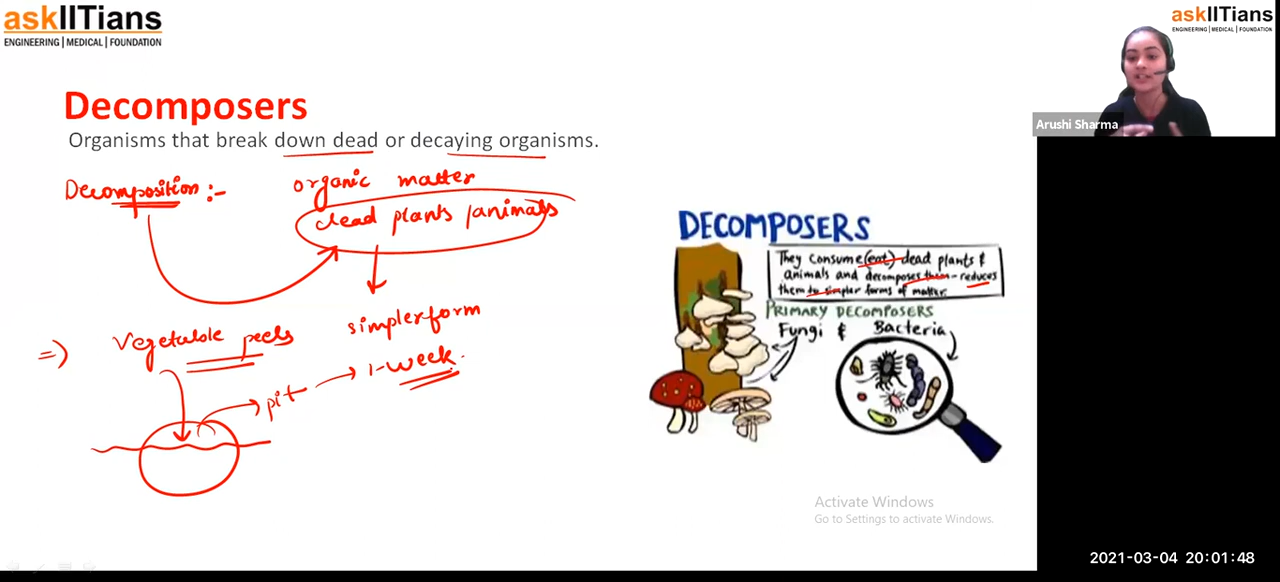 askIITians
ENGINEERING | MEDICAL | FOUNDATION
askIITians
ENGINEERING | MEDICAL | FOUNDATION
Arushi Sharma
Decomposers
Organisms that break down dead or decaying organisms.
Decomposition :-
organic matter
dead plants /animals
simpler form
=) Vegetable peels
pit
1-week.
DECOMPOSERS
They consume (eat) dead plants &
animals and decomposes them - reduces
them to simpler forms of matter.
PRIMARY DECOMPOSERS
Fungi & Bacteria
Activate Windows
Go to Settings to activate Windows.
2021-03-04 20:01:48